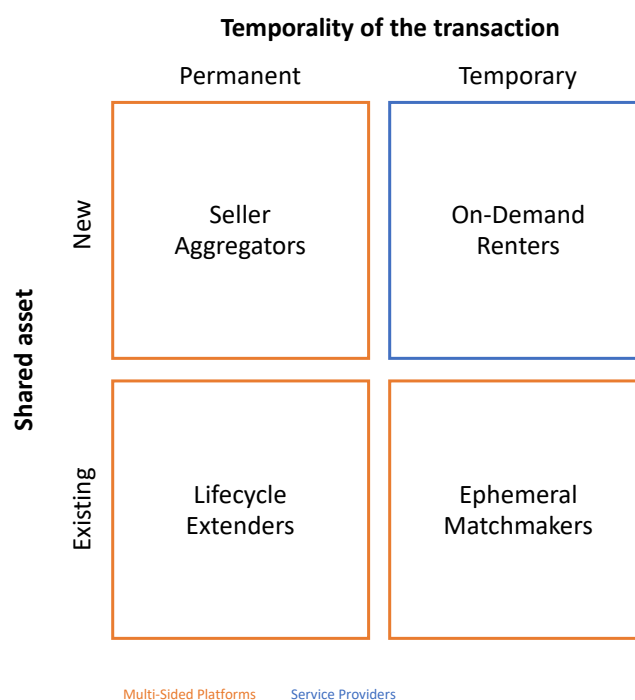 Temporality of the transaction
Permanent Temporary
New
Seller
Aggregators
On-Demand
Renters
Shared asset
Existing
Lifecycle
Extenders
Ephemeral
Matchmakers
Multi-Sided Platforms Service Providers